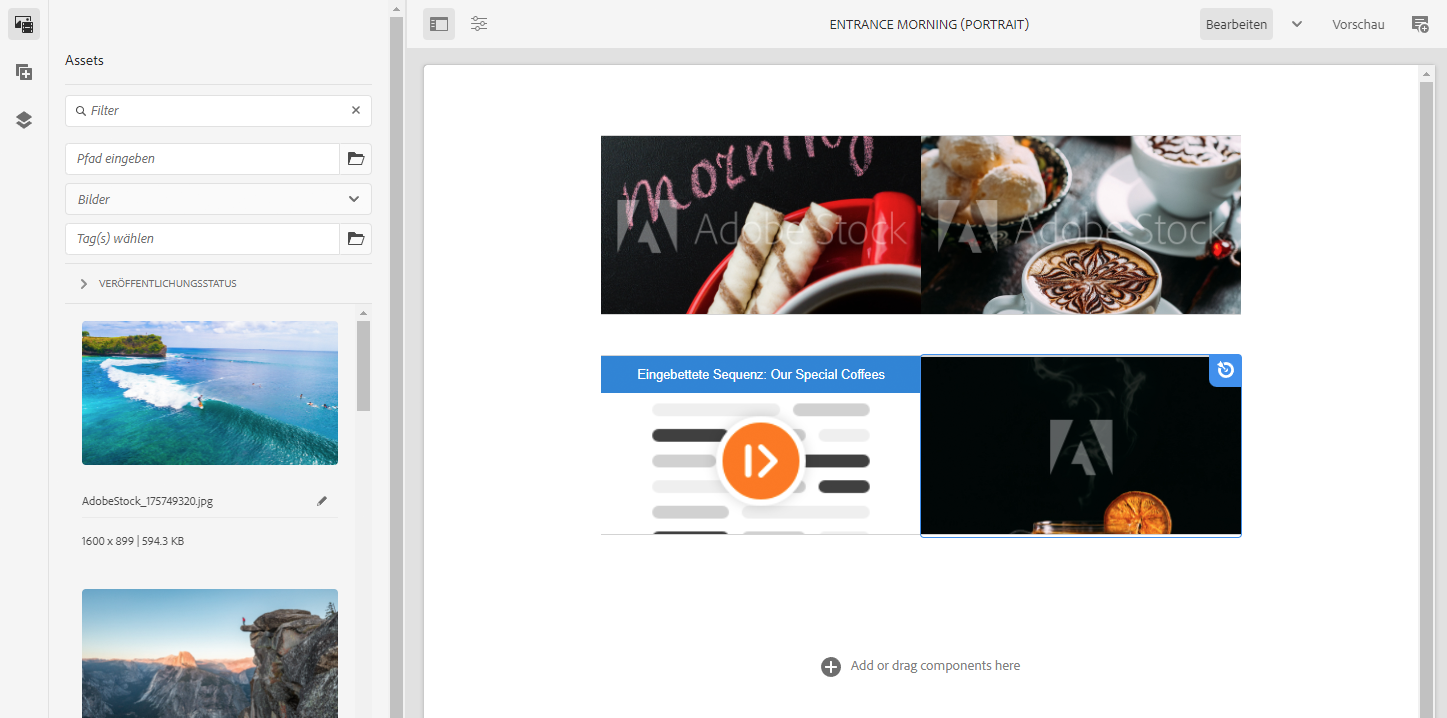 ENTRANCE MORNING (PORTRAIT)
Bearbeiten
Vorschau
Assets
Filter
Pfad eingeben
Bilder
Tag(s) wählen
VERÖFFENTLICHUNGSSTATUS
AdobeStock_175749320.jpg
1600 x 899 | 594.3 KB
morning
Adobe Stock
Adobe Stock
Eingebettete Sequenz: Our Special Coffees
Add or drag components here